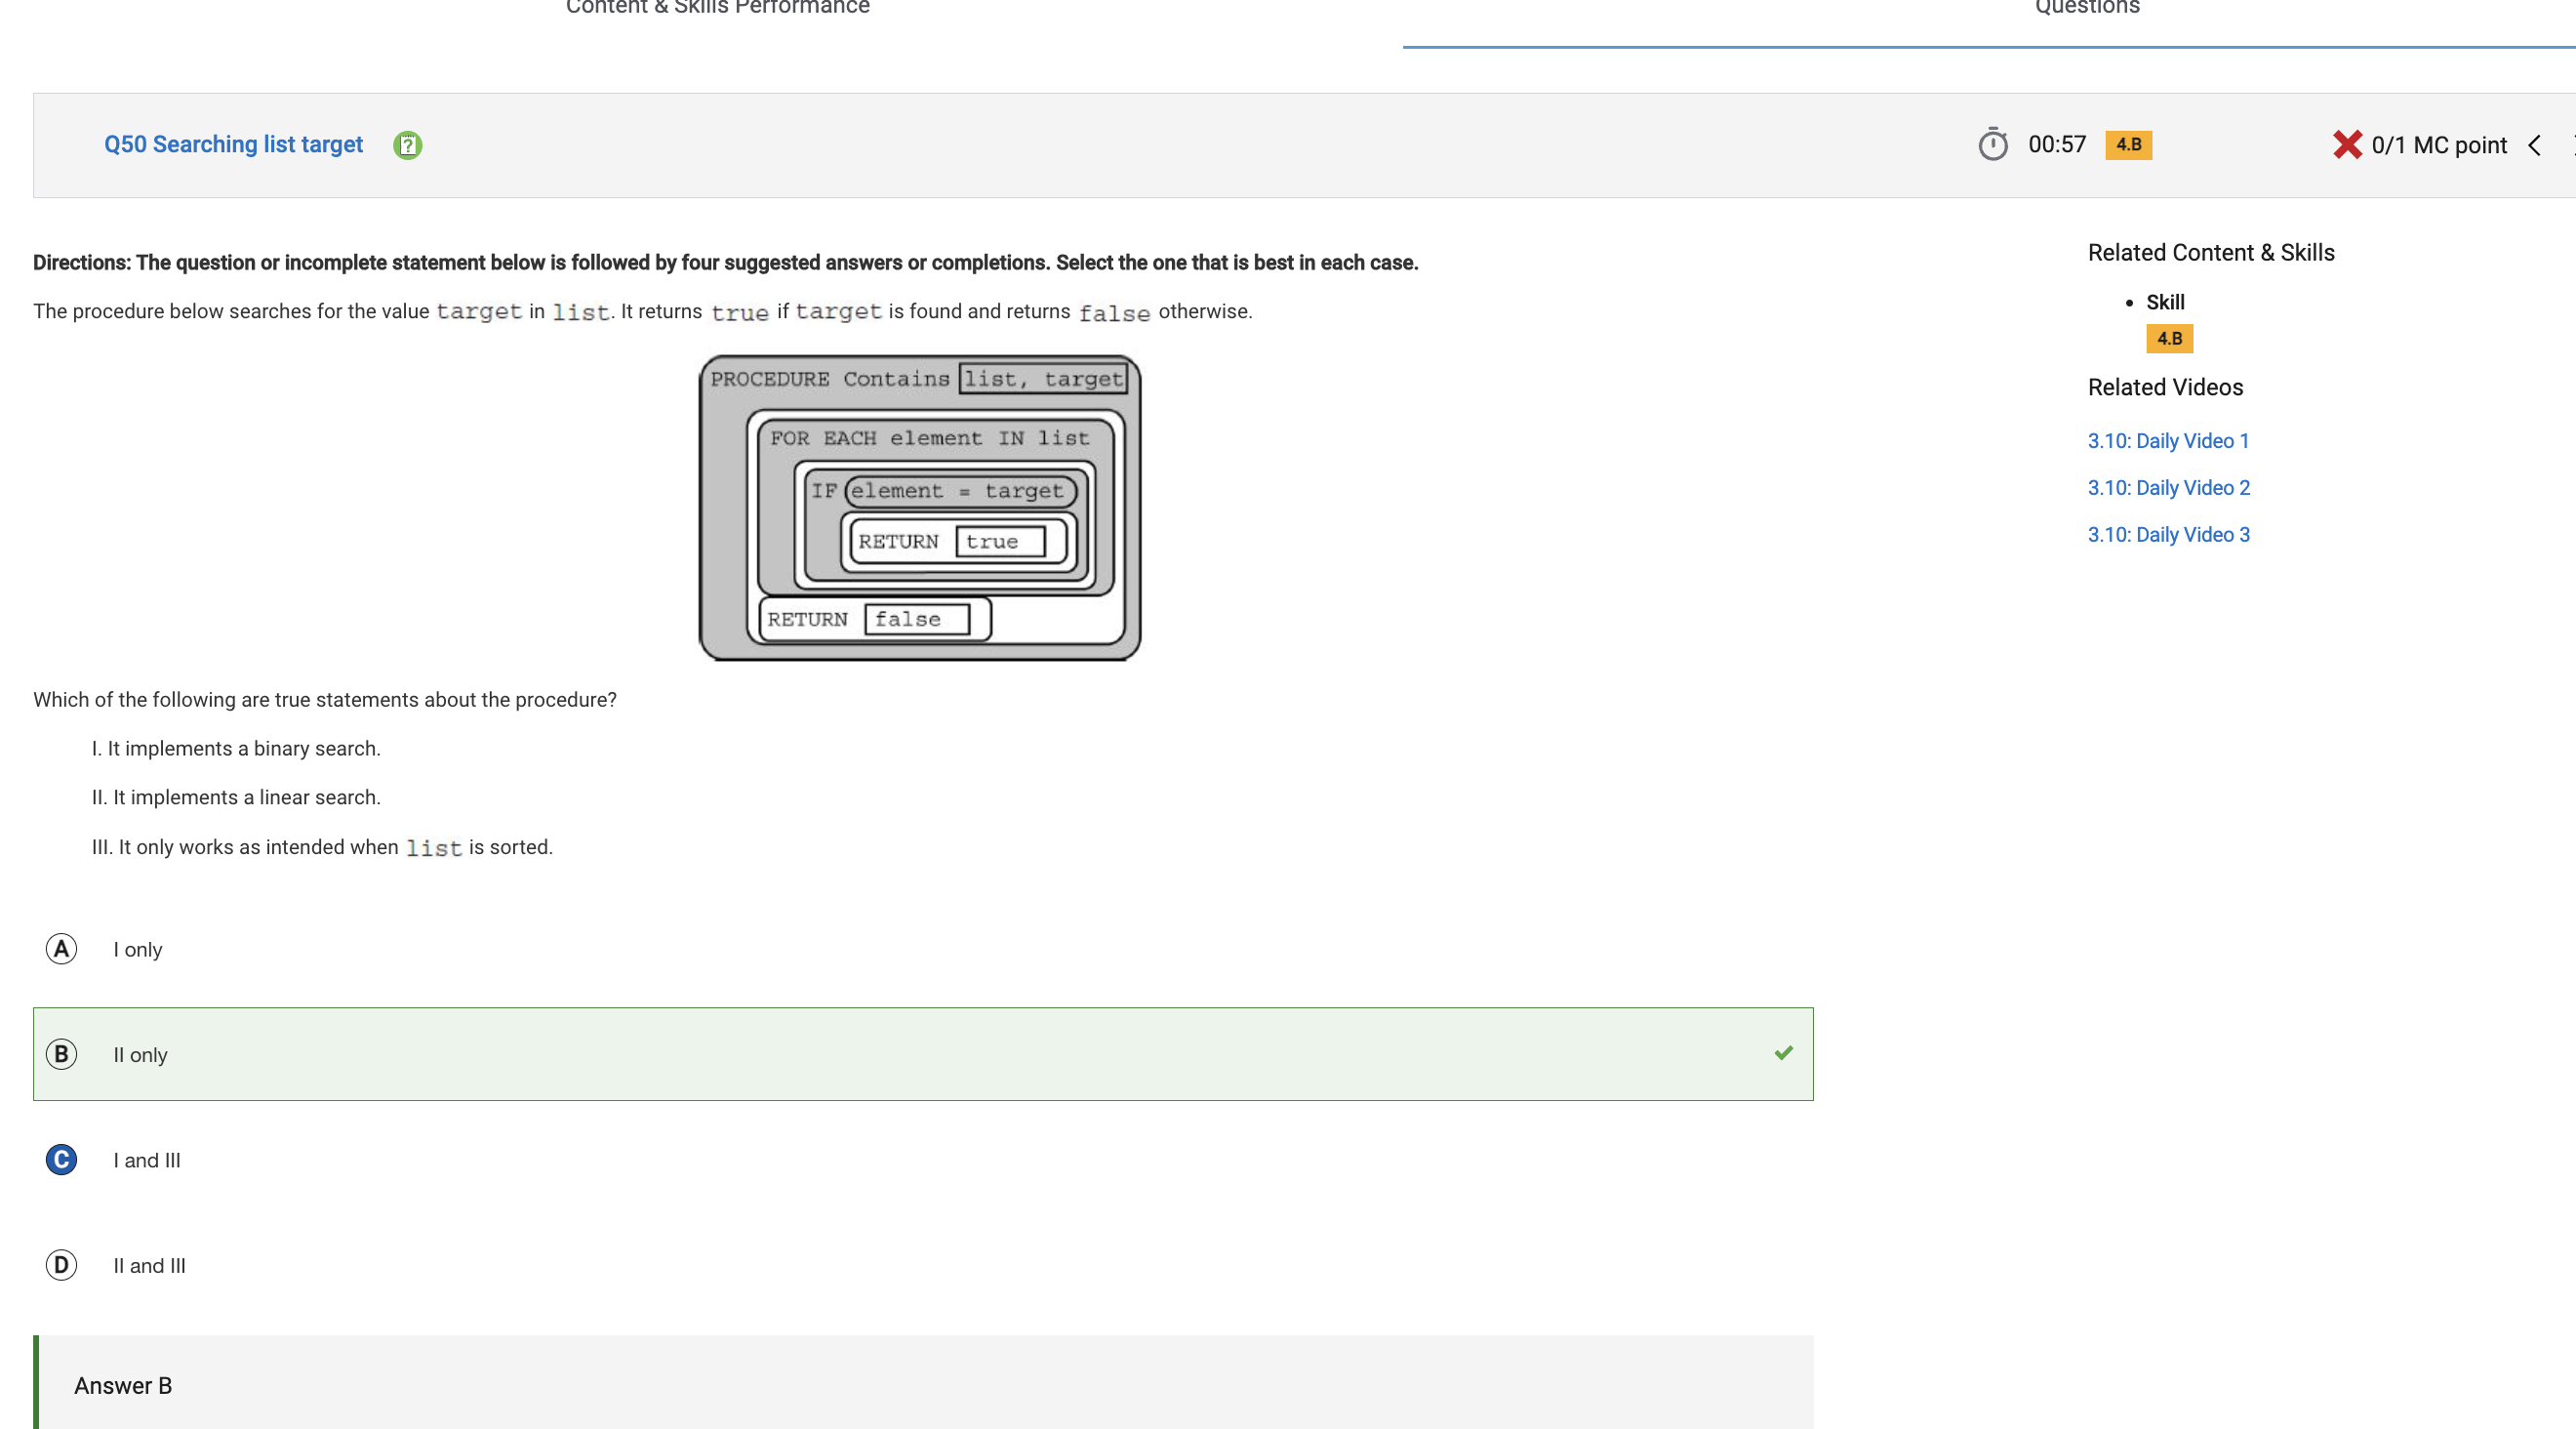 Content & Skills Performance
Questions
Q50 Searching list target
00:57 4.B 0/1 MC point
Directions: The question or incomplete statement below is followed by four suggested answers or completions. Select the one that is best in each case.
The procedure below searches for the value target in list. It returns true if target is found and returns false otherwise.
PROCEDURE Contains list, target
FOR EACH element IN list
IF element = target
RETURN true
RETURN false
Which of the following are true statements about the procedure?
I. It implements a binary search.
II. It implements a linear search.
III. It only works as intended when list is sorted.
A I only
B II only
C I and III
D II and III
Answer B
Related Content & Skills
Skill
4.B
Related Videos
3.10: Daily Video 1
3.10: Daily Video 2
3.10: Daily Video 3